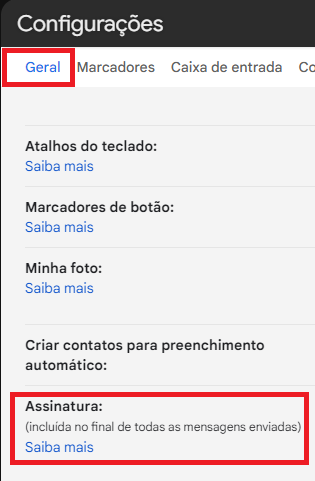 Configurações
Geral Marcadores Caixa de entrada Co
Atalhos do teclado:
Saiba mais
Marcadores de botão:
Saiba mais
Minha foto:
Saiba mais
Criar contatos para preenchimento
automático:
Assinatura:
(incluída no final de todas as mensagens enviadas)
Saiba mais